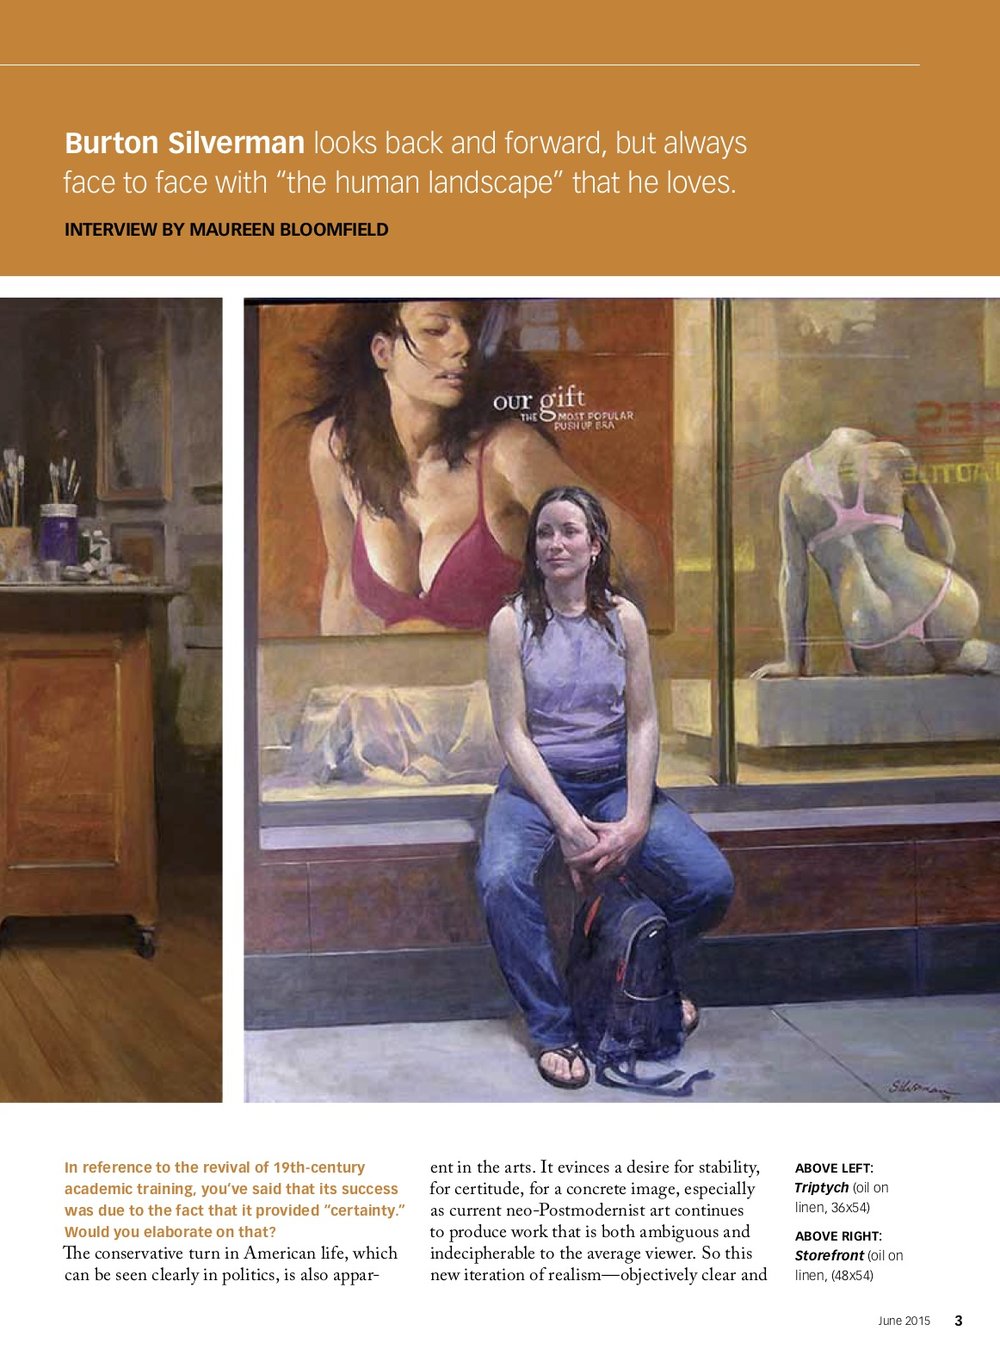 Burton Silverman looks back and forward, but always
face to face with “the human landscape” that he loves.
INTERVIEW BY MAUREEN BLOOMFIELD
our gift
THE MOST POPULAR
PUSH UP BRA
Silverman
In reference to the revival of 19th-century
academic training, you’ve said that its success
was due to the fact that it provided “certainty.”
Would you elaborate on that?
The conservative turn in American life, which
can be seen clearly in politics, is also appar-
ent in the arts. It evinces a desire for stability,
for certitude, for a concrete image, especially
as current neo-Postmodernist art continues
to produce work that is both ambiguous and
indecipherable to the average viewer. So this
new iteration of realism—objectively clear and
ABOVE LEFT:
Triptych (oil on
linen, 36x54)
ABOVE RIGHT:
Storefront (oil on
linen, (48x54)
June 2015 3